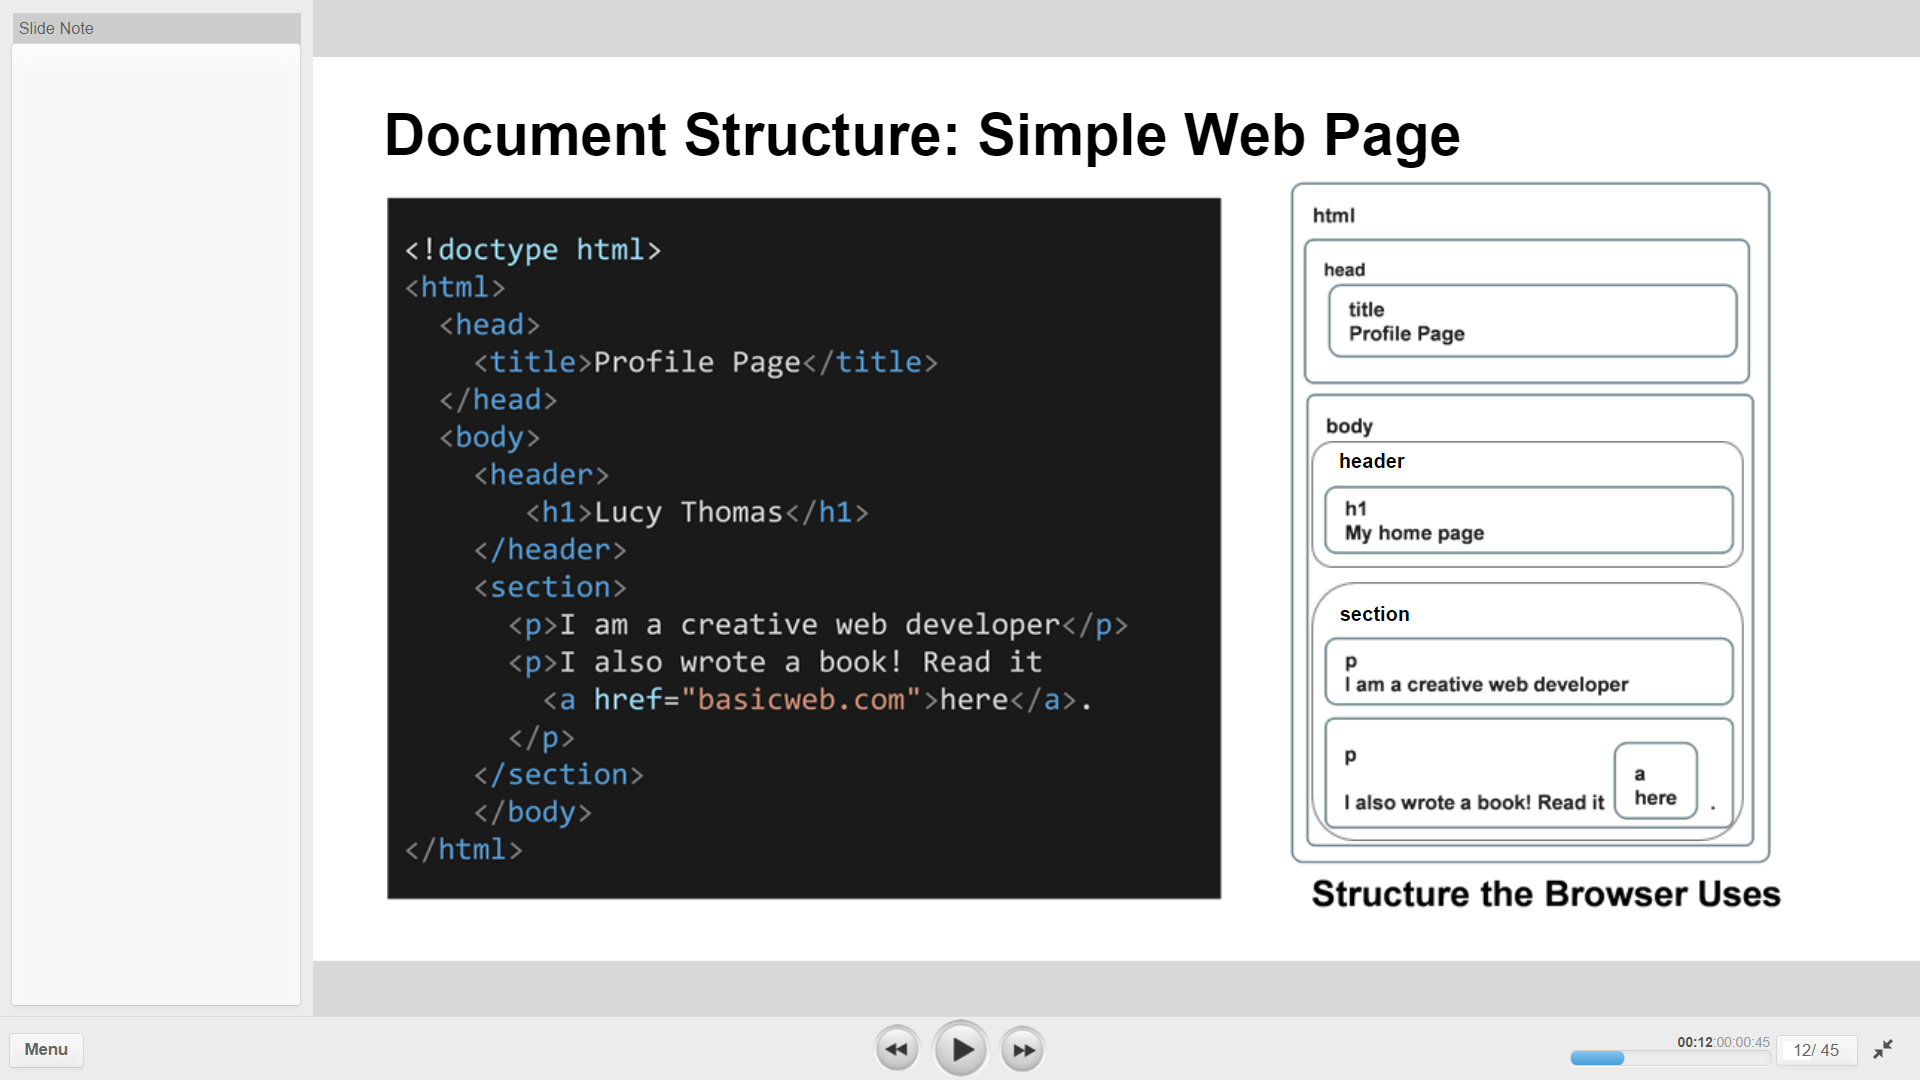 Slide Note
Document Structure: Simple Web Page
<!doctype html>
<html>
  <head>
    <title>Profile Page</title>
  </head>
  <body>
    <header>
       <h1>Lucy Thomas</h1>
    </header>
    <section>
      <p>I am a creative web developer</p>
      <p>I also wrote a book! Read it
        <a href="basicweb.com">here</a>.
      </p>
    </section>
    </body>
</html>
html
head
title
Profile Page
body
header
h1
My home page
section
p
I am a creative web developer
p
a
I also wrote a book! Read it here .
Structure the Browser Uses
Menu
00:12:00:00:45
12/ 45